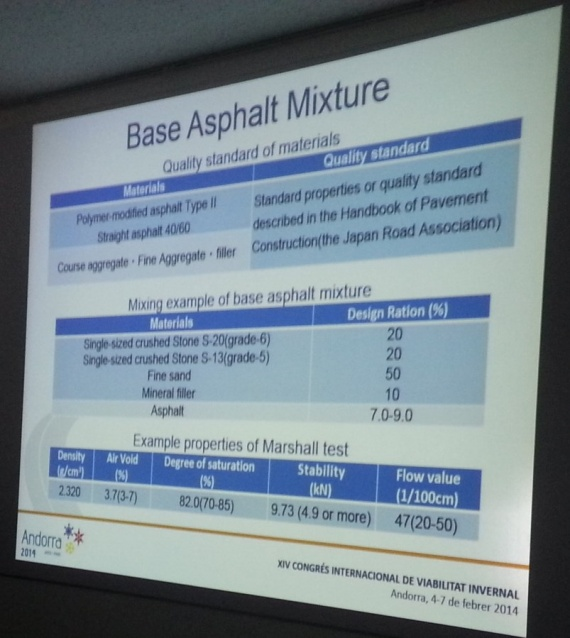 Base Asphalt Mixture
Quality standard of materials
Materials Quality standard
Polymer-modified asphalt Type II
Straight asphalt 40/60
Course aggregate・Fine Aggregate・filler
Standard properties or quality standard
described in the Handbook of Pavement
Construction(the Japan Road Association)
Mixing example of base asphalt mixture
Materials Design Ration (%)
Single-sized crushed Stone S-20(grade-6) 20
Single-sized crushed Stone S-13(grade-5) 20
Fine sand 50
Mineral filler 10
Asphalt 7.0-9.0
Example properties of Marshall test
Density (g/cm³) Air Void (%) Degree of saturation (%) Stability (kN) Flow value (1/100cm)
2.320 3.7(3-7) 82.0(70-85) 9.73 (4.9 or more) 47(20-50)
Andorra
2014
XIV CONGRÉS INTERNACIONAL DE VIABILITAT INVERNAL
Andorra, 4-7 de febrer 2014